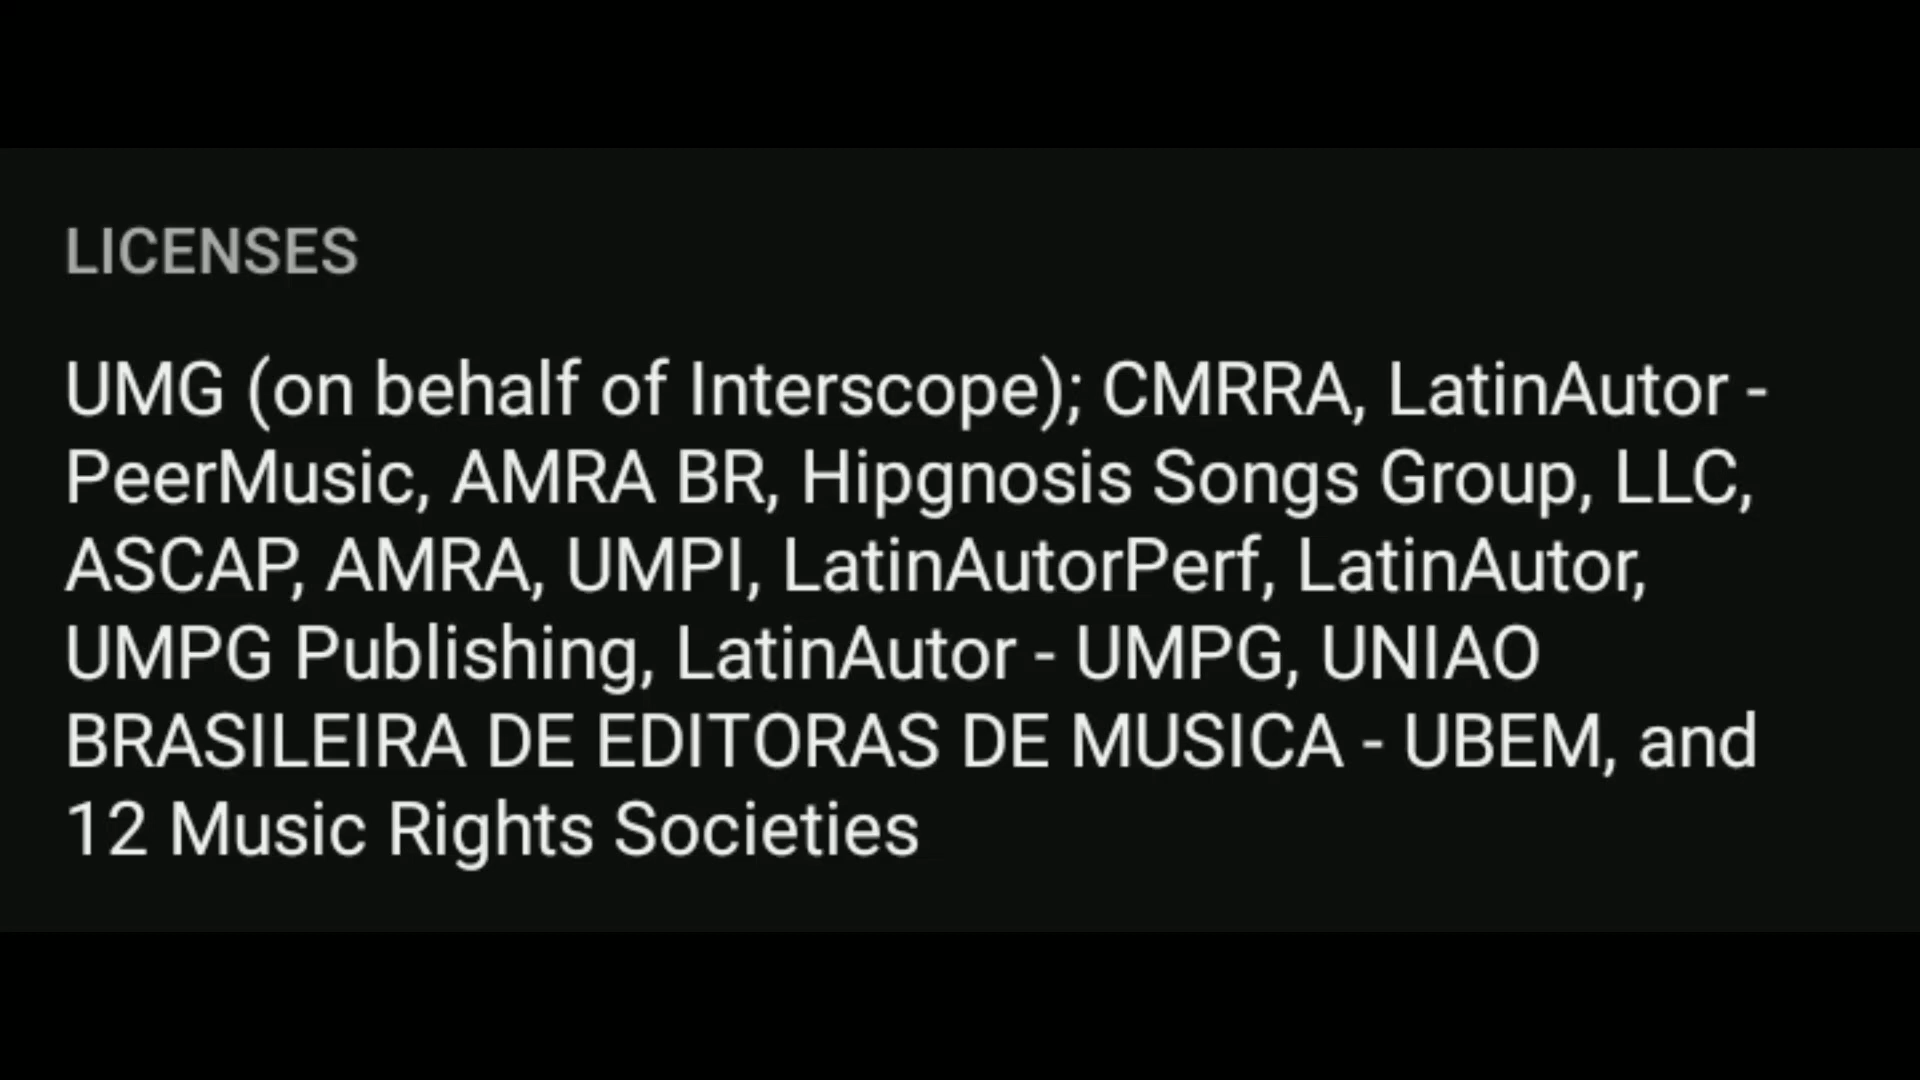 LICENSES
UMG (on behalf of Interscope); CMRRA, LatinAutor -
PeerMusic, AMRA BR, Hipgnosis Songs Group, LLC,
ASCAP, AMRA, UMPI, LatinAutorPerf, LatinAutor,
UMPG Publishing, LatinAutor - UMPG, UNIAO
BRASILEIRA DE EDITORAS DE MUSICA - UBEM, and
12 Music Rights Societies